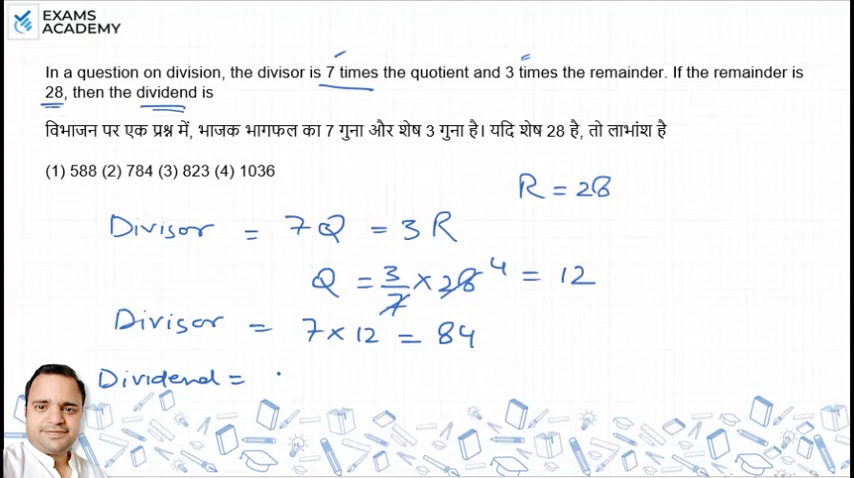 EXAMS
ACADEMY
In a question on division, the divisor is 7 times the quotient and 3 times the remainder. If the remainder is
28, then the dividend is
विभाजन पर एक प्रश्न में, भाजक भागफल का 7 गुना और शेष 3 गुना है। यदि शेष 28 है, तो लाभांश है
(1) 588 (2) 784 (3) 823 (4) 1036
R = 28
Divisor = 7Q = 3R
Q = 3/7 × 28 4 = 12
Divisor = 7 × 12 = 84
Dividend =